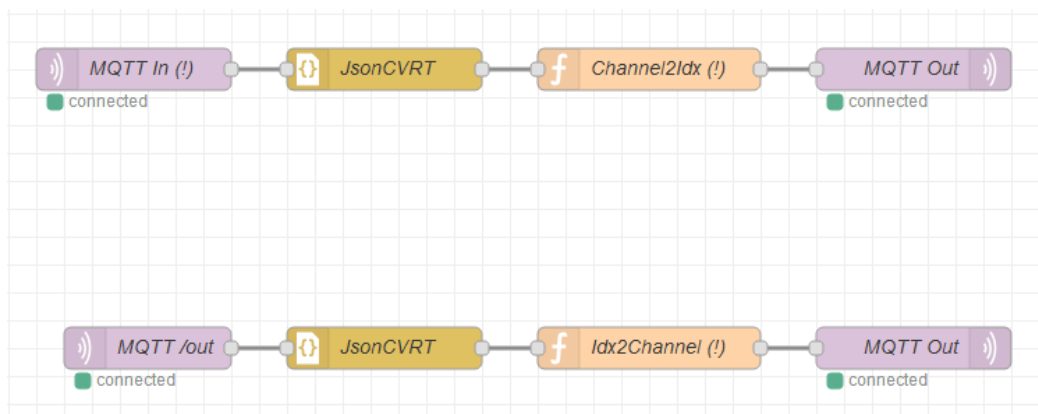 MQTT In (!) JsonCVRT Channel2Idx (!) MQTT Out
connected connected
MQTT /out JsonCVRT Idx2Channel (!) MQTT Out
connected connected